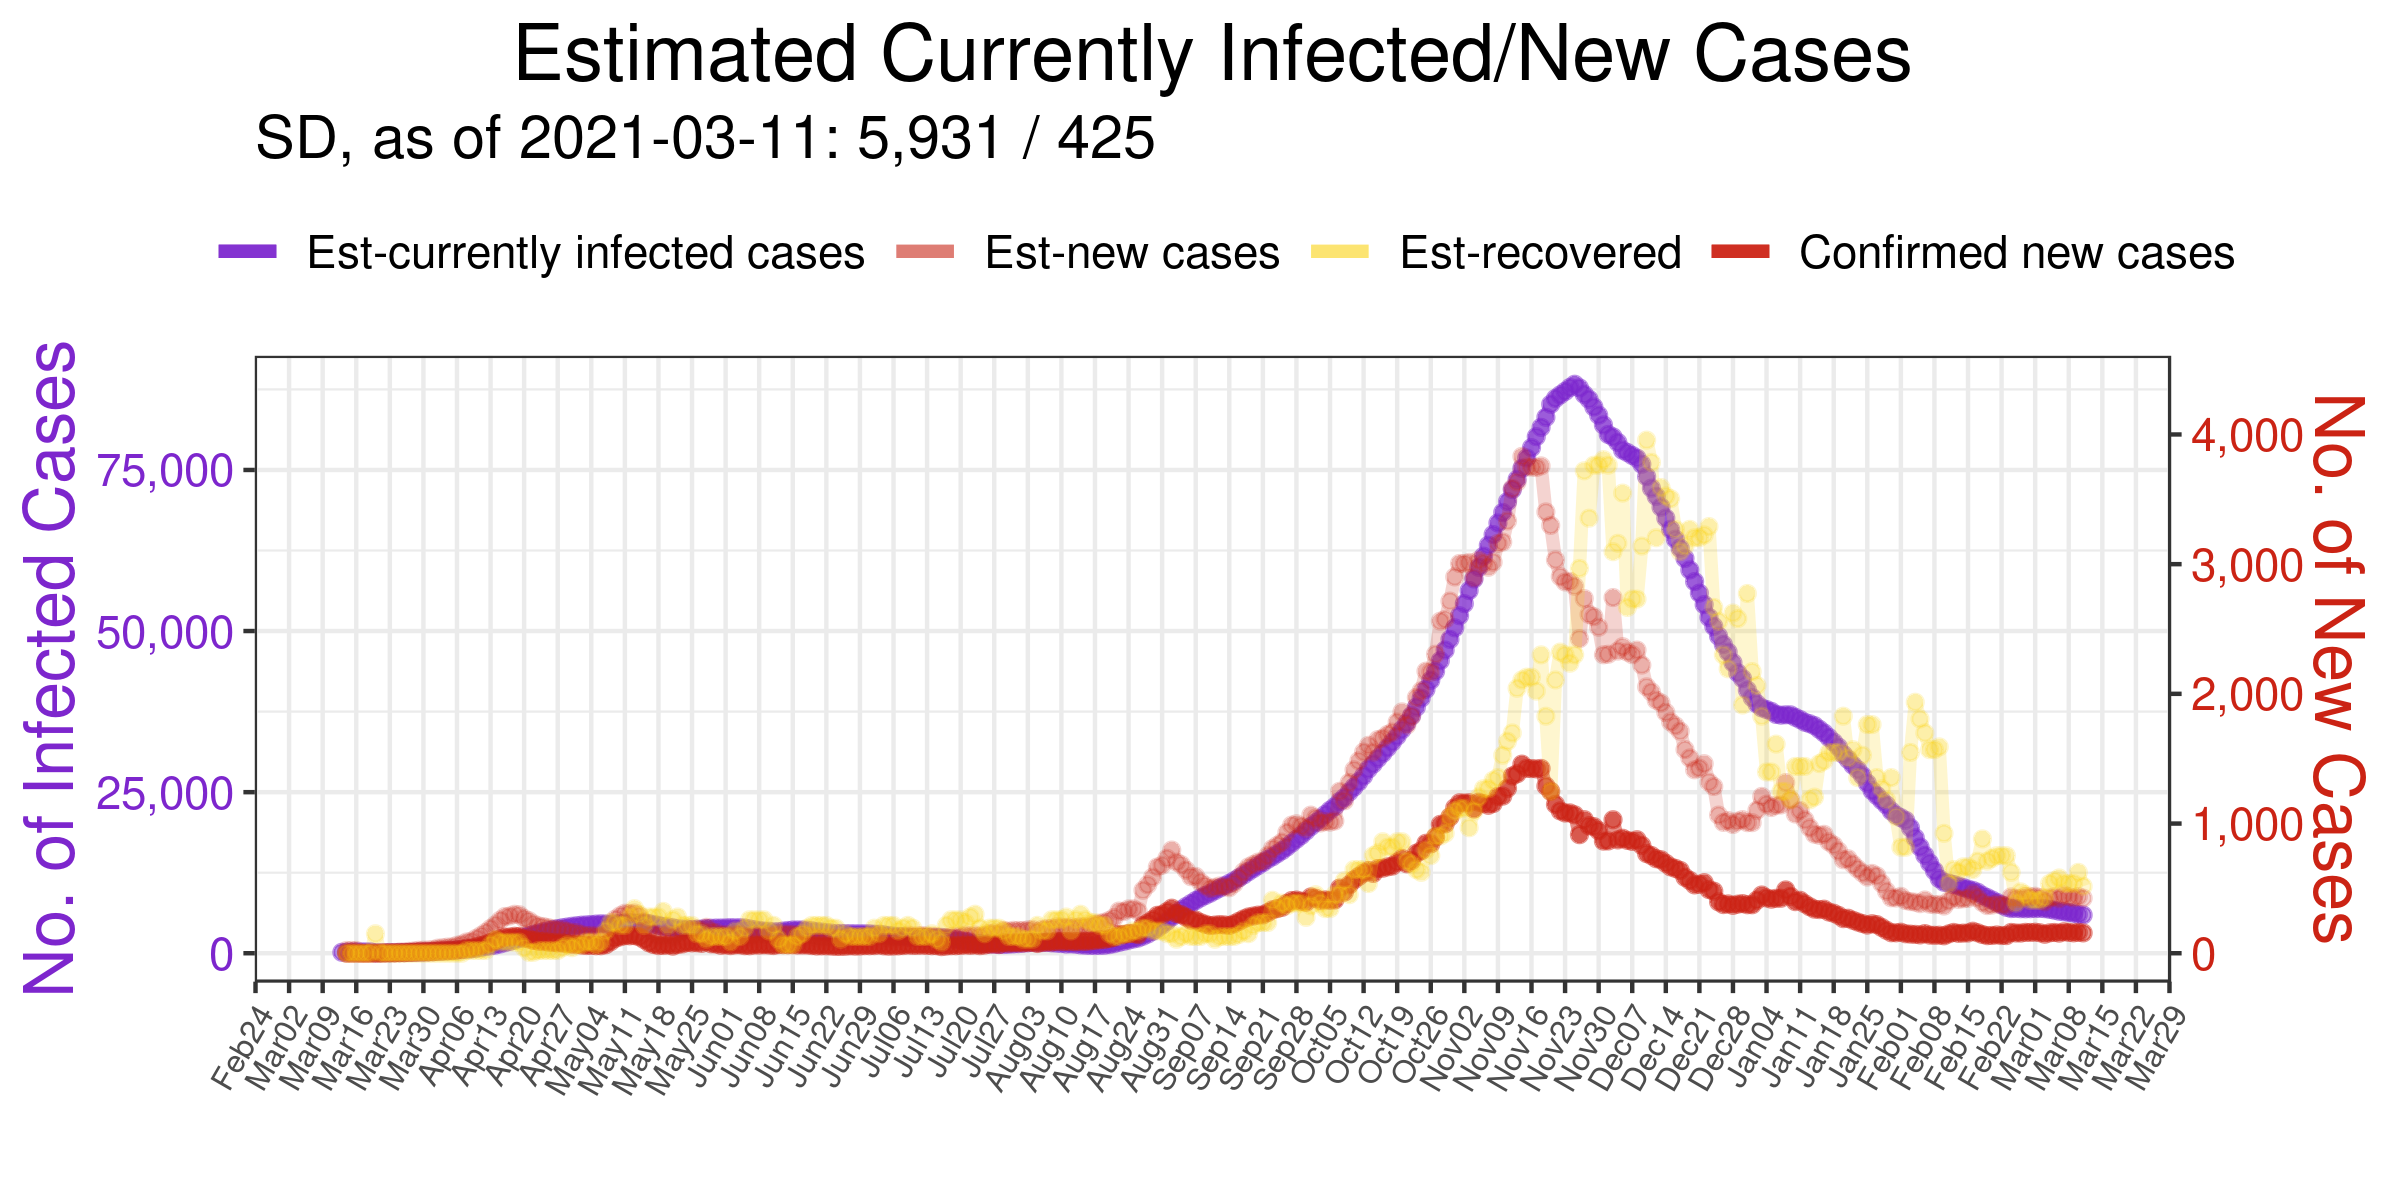 Estimated Currently Infected/New Cases
SD, as of 2021-03-11: 5,931 / 425
Est-currently infected cases Est-new cases Est-recovered Confirmed new cases
No. of Infected Cases
75,000
50,000
25,000
0
4,000
3,000
2,000
1,000
0
No. of New Cases
Feb24 Mar02 Mar09 Mar16 Mar23 Mar30 Apr06 Apr13 Apr20 Apr27 May04 May11 May18 May25 Jun01 Jun08 Jun15 Jun22 Jun29 Jul06 Jul13 Jul20 Jul27 Aug03 Aug10 Aug17 Aug24 Aug31 Sep07 Sep14 Sep21 Sep28 Oct05 Oct12 Oct19 Oct26 Nov02 Nov09 Nov16 Nov23 Nov30 Dec07 Dec14 Dec21 Dec28 Jan04 Jan11 Jan18 Jan25 Feb01 Feb08 Feb15 Feb22 Mar01 Mar08 Mar15 Mar22 Mar29